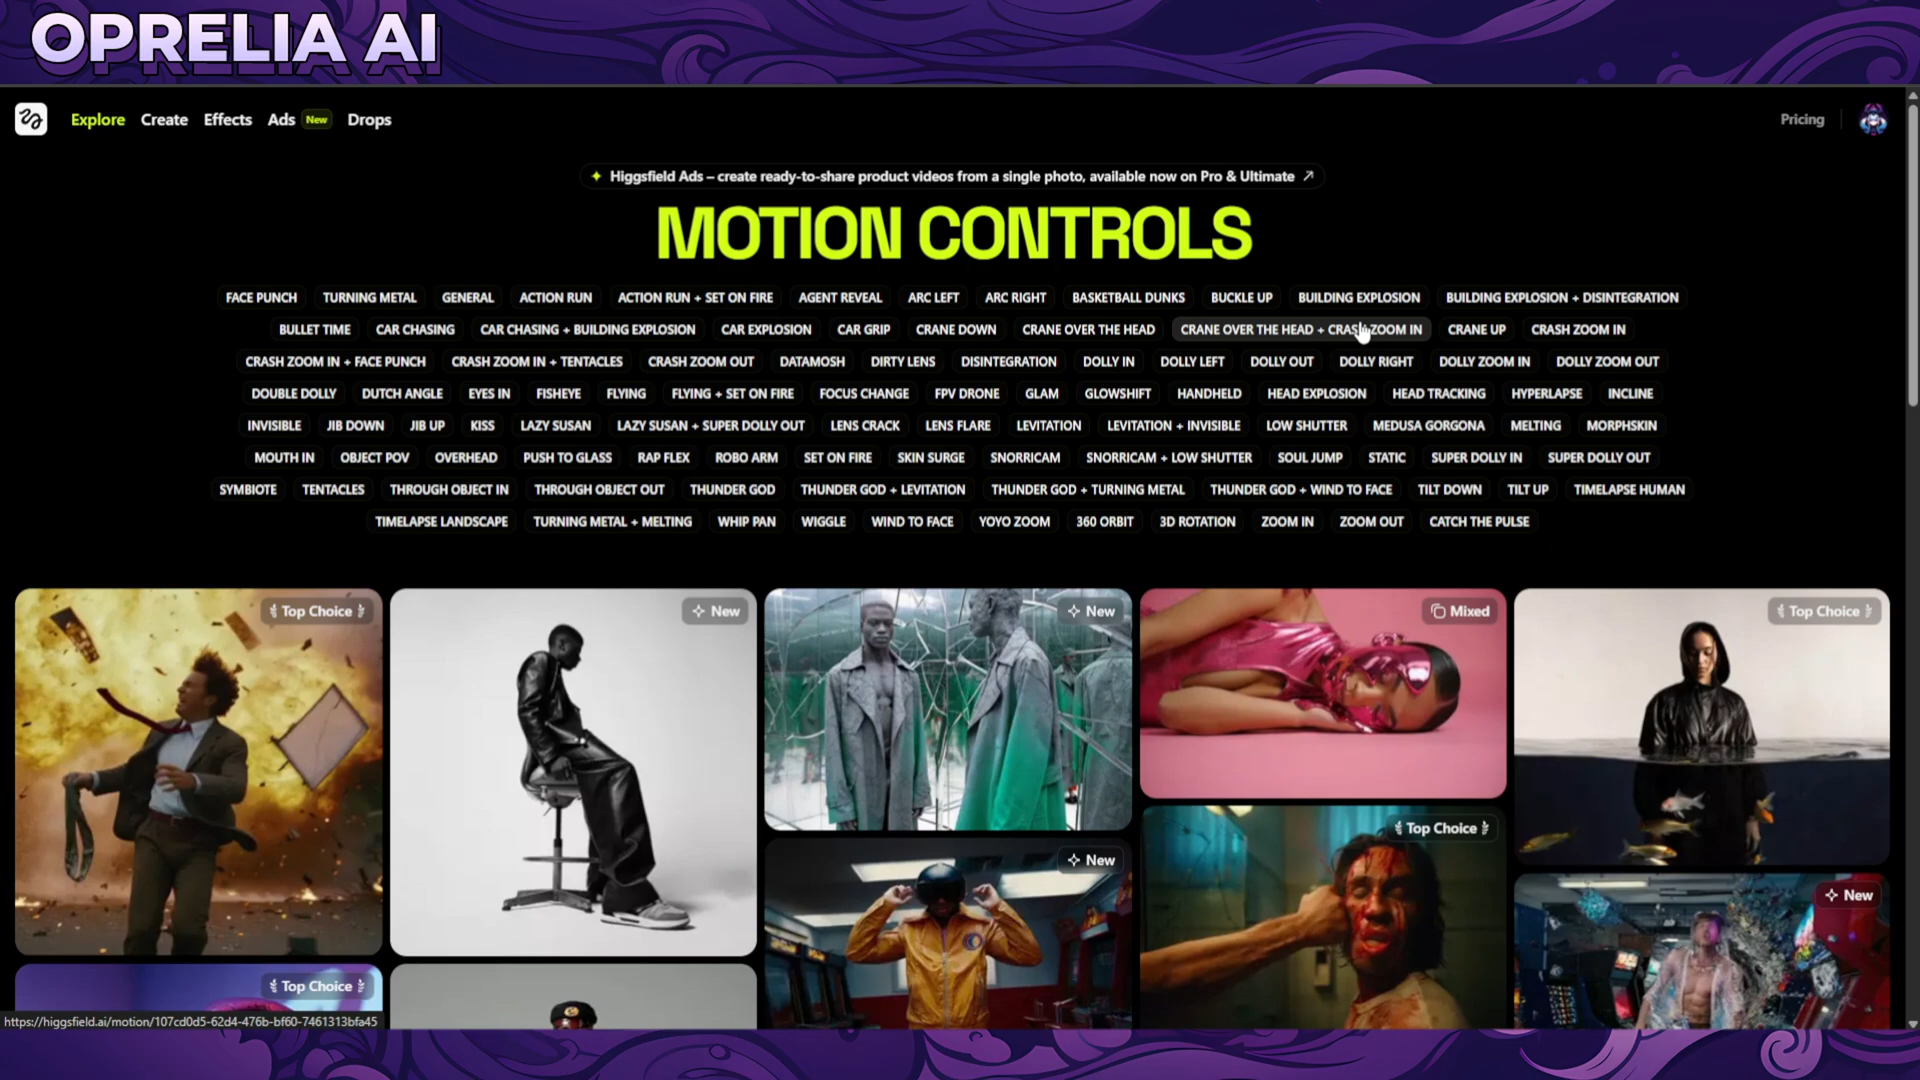 OPRELIA AI
Explore Create Effects Ads New Drops
Pricing
Higgsfield Ads – create ready-to-share product videos from a single photo, available now on Pro & Ultimate ↗
MOTION CONTROLS
FACE PUNCH TURNING METAL GENERAL ACTION RUN ACTION RUN + SET ON FIRE AGENT REVEAL ARC LEFT ARC RIGHT BASKETBALL DUNKS BUCKLE UP BUILDING EXPLOSION BUILDING EXPLOSION + DISINTEGRATION
BULLET TIME CAR CHASING CAR CHASING + BUILDING EXPLOSION CAR EXPLOSION CAR GRIP CRANE DOWN CRANE OVER THE HEAD CRANE OVER THE HEAD + CRASH ZOOM IN CRANE UP CRASH ZOOM IN
CRASH ZOOM IN + FACE PUNCH CRASH ZOOM IN + TENTACLES CRASH ZOOM OUT DATAMOSH DIRTY LENS DISINTEGRATION DOLLY IN DOLLY LEFT DOLLY OUT DOLLY RIGHT DOLLY ZOOM IN DOLLY ZOOM OUT
DOUBLE DOLLY DUTCH ANGLE EYES IN FISHEYE FLYING FLYING + SET ON FIRE FOCUS CHANGE FPV DRONE GLAM GLOWSHIFT HANDHELD HEAD EXPLOSION HEAD TRACKING HYPERLAPSE INCLINE
INVISIBLE JIB DOWN JIB UP KISS LAZY SUSAN LAZY SUSAN + SUPER DOLLY OUT LENS CRACK LENS FLARE LEVITATION LEVITATION + INVISIBLE LOW SHUTTER MEDUSA GORGONA MELTING MORPHSKIN
MOUTH IN OBJECT POV OVERHEAD PUSH TO GLASS RAP FLEX ROBO ARM SET ON FIRE SKIN SURGE SNORRICAM SNORRICAM + LOW SHUTTER SOUL JUMP STATIC SUPER DOLLY IN SUPER DOLLY OUT
SYMBIOTE TENTACLES THROUGH OBJECT IN THROUGH OBJECT OUT THUNDER GOD THUNDER GOD + LEVITATION THUNDER GOD + TURNING METAL THUNDER GOD + WIND TO FACE TILT DOWN TILT UP TIMELAPSE HUMAN
TIMELAPSE LANDSCAPE TURNING METAL + MELTING WHIP PAN WIGGLE WIND TO FACE YOYO ZOOM 360 ORBIT 3D ROTATION ZOOM IN ZOOM OUT CATCH THE PULSE
Top Choice
New
New
Mixed
Top Choice
Top Choice
New
New
Top Choice
https://higgsfield.ai/motion/107cd0d5-62d4-476b-bf60-7461313bfa45